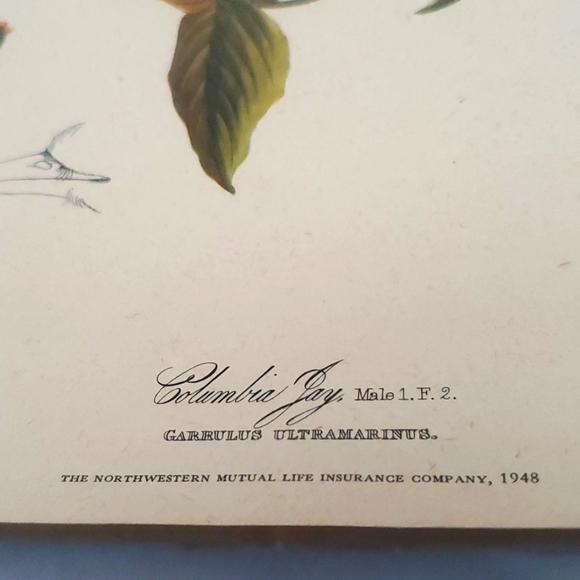 Columbia Jay. Male 1. F. 2.
GARRULUS ULTRAMARINUS.
THE NORTHWESTERN MUTUAL LIFE INSURANCE COMPANY, 1948